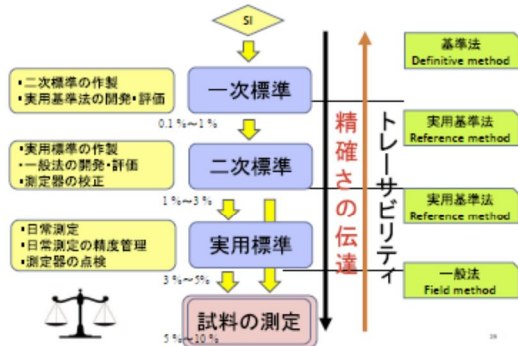 SI
基準法
Definitive method
・二次標準の作製
・実用基準法の開発・評価
一次標準
0.1 %～1 %
実用基準法
Reference method
・実用標準の作製
・一般法の開発・評価
・測定器の校正
二次標準
1 %～3 %
精確さの伝達
トレーサビリティ
実用基準法
Reference method
・日常測定
・日常測定の精度管理
・測定器の点検
実用標準
3 %～5%
一般法
Field method
試料の測定
5 %～10 %